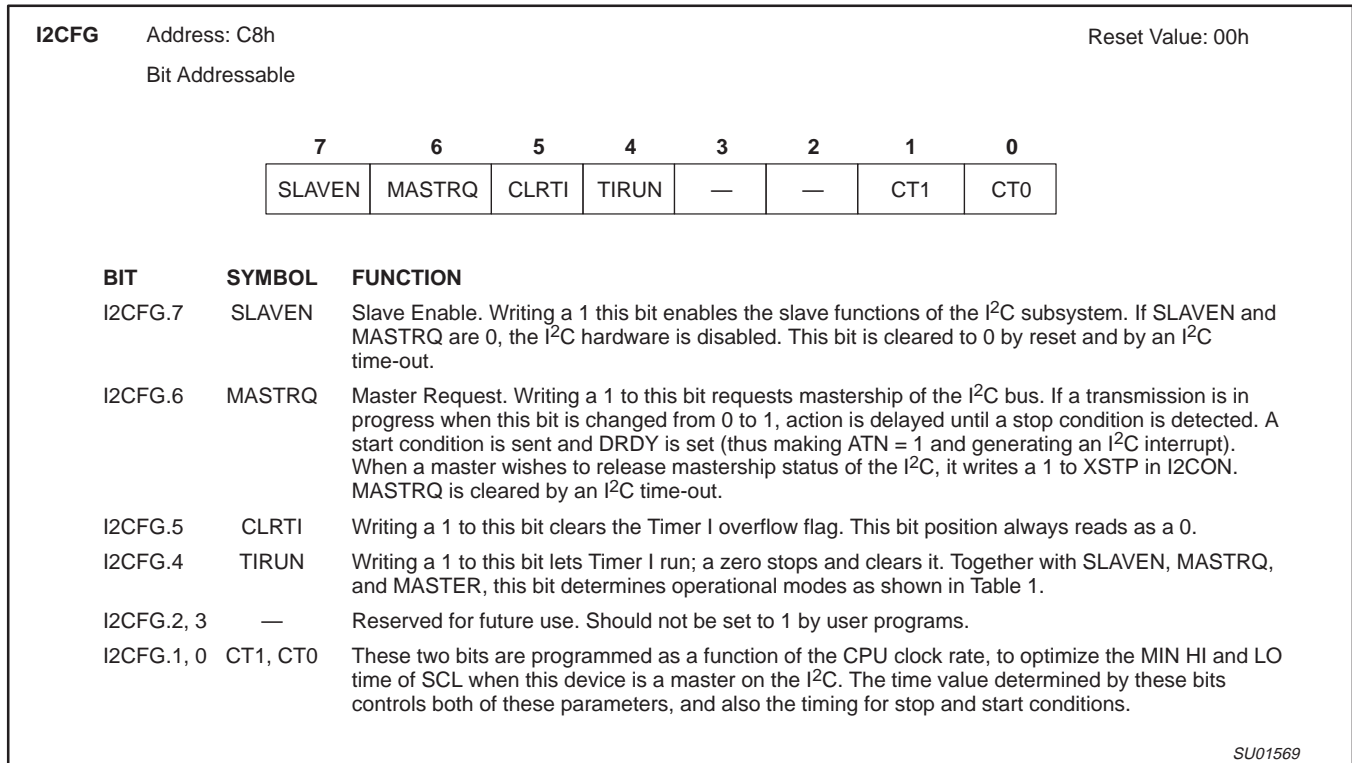 I2CFG Address: C8h Reset Value: 00h
Bit Addressable
7 6 5 4 3 2 1 0
SLAVEN MASTRQ CLRTI TIRUN — — CT1 CT0
BIT SYMBOL FUNCTION
I2CFG.7 SLAVEN Slave Enable. Writing a 1 this bit enables the slave functions of the I2C subsystem. If SLAVEN and
MASTRQ are 0, the I2C hardware is disabled. This bit is cleared to 0 by reset and by an I2C
time-out.
I2CFG.6 MASTRQ Master Request. Writing a 1 to this bit requests mastership of the I2C bus. If a transmission is in
progress when this bit is changed from 0 to 1, action is delayed until a stop condition is detected. A
start condition is sent and DRDY is set (thus making ATN = 1 and generating an I2C interrupt).
When a master wishes to release mastership status of the I2C, it writes a 1 to XSTP in I2CON.
MASTRQ is cleared by an I2C time-out.
I2CFG.5 CLRTI Writing a 1 to this bit clears the Timer I overflow flag. This bit position always reads as a 0.
I2CFG.4 TIRUN Writing a 1 to this bit lets Timer I run; a zero stops and clears it. Together with SLAVEN, MASTRQ,
and MASTER, this bit determines operational modes as shown in Table 1.
I2CFG.2, 3 — Reserved for future use. Should not be set to 1 by user programs.
I2CFG.1, 0 CT1, CT0 These two bits are programmed as a function of the CPU clock rate, to optimize the MIN HI and LO
time of SCL when this device is a master on the I2C. The time value determined by these bits
controls both of these parameters, and also the timing for stop and start conditions.
SU01569